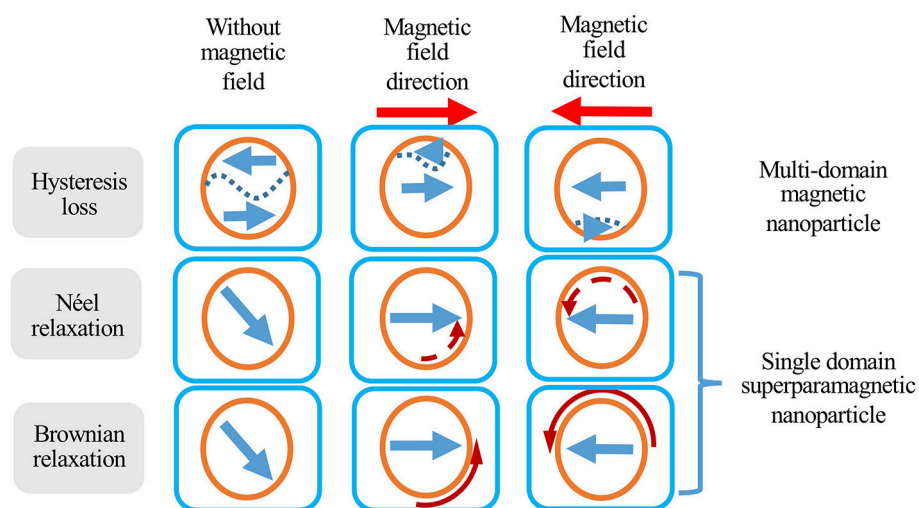 Without
magnetic
field
Magnetic
field
direction
Magnetic
field
direction
Hysteresis
loss
Multi-domain
magnetic
nanoparticle
Néel
relaxation
Single domain
superparamagnetic
nanoparticle
Brownian
relaxation